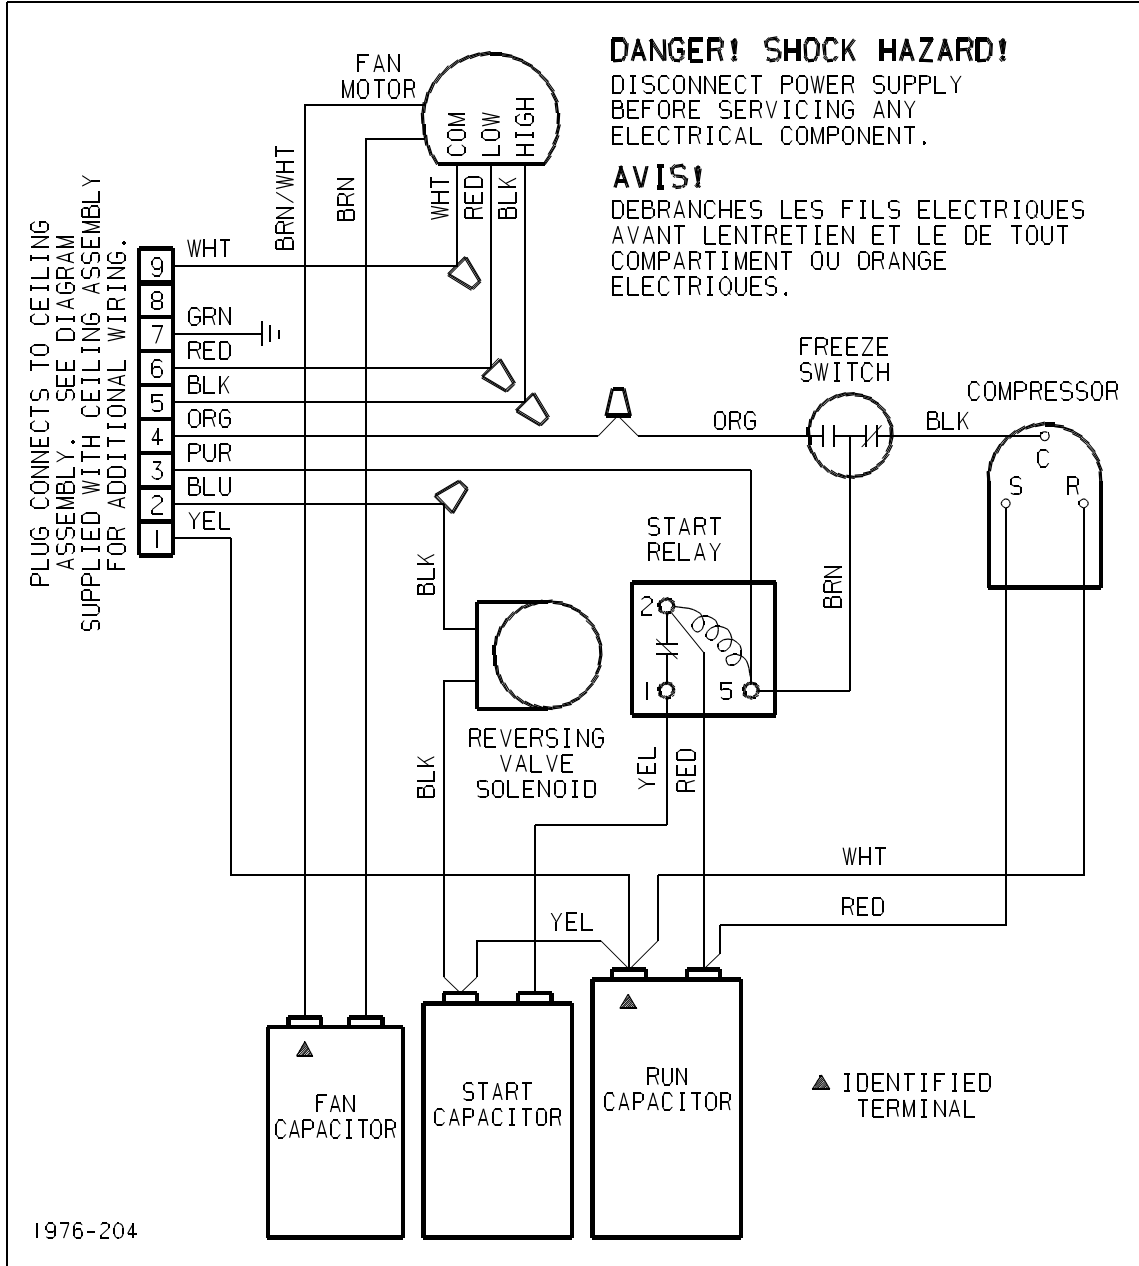 FAN
MOTOR
COM
LOW
HIGH
DANGER! SHOCK HAZARD!
DISCONNECT POWER SUPPLY
BEFORE SERVICING ANY
ELECTRICAL COMPONENT.
AVIS!
DEBRANCHES LES FILS ELECTRIQUES
AVANT LENTRETIEN ET LE DE TOUT
COMPARTIMENT OU ORANGE
ELECTRIQUES.
PLUG CONNECTS TO CEILING
ASSEMBLY. SEE DIAGRAM
SUPPLIED WITH CEILING ASSEMBLY
FOR ADDITIONAL WIRING.
BRN/WHT
BRN
WHT
RED
BLK
9 WHT
8
7 GRN
6 RED
5 BLK
4 ORG
3 PUR
2 BLU
1 YEL
ORG
FREEZE
SWITCH
BLK
COMPRESSOR
C
S R
BLK
START
RELAY
BRN
2
1 5
REVERSING
VALVE
SOLENOID
BLK
YEL
RED
WHT
RED
YEL
FAN
CAPACITOR
START
CAPACITOR
RUN
CAPACITOR
IDENTIFIED
TERMINAL
1976-204